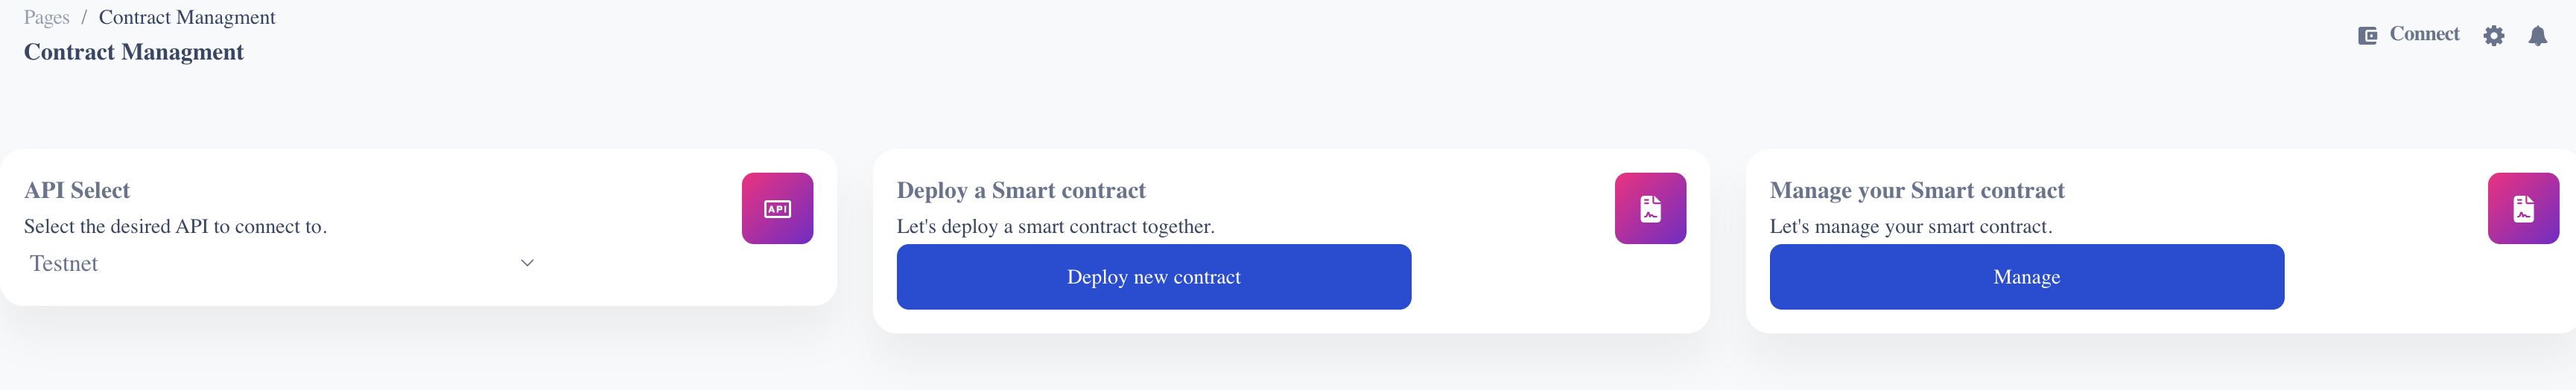 Pages / Contract Managment
Contract Managment
Connect
API Select
Select the desired API to connect to.
Testnet
API
Deploy a Smart contract
Let's deploy a smart contract together.
Deploy new contract
Manage your Smart contract
Let's manage your smart contract.
Manage